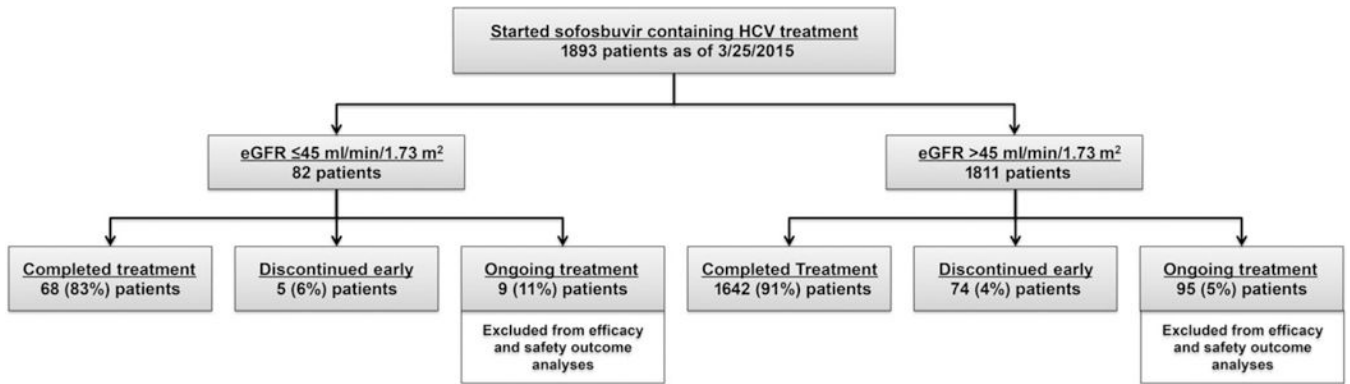 Started sofosbuvir containing HCV treatment
1893 patients as of 3/25/2015
eGFR ≤45 ml/min/1.73 m²
82 patients
eGFR >45 ml/min/1.73 m²
1811 patients
Completed treatment
68 (83%) patients
Discontinued early
5 (6%) patients
Ongoing treatment
9 (11%) patients
Excluded from efficacy
and safety outcome
analyses
Completed Treatment
1642 (91%) patients
Discontinued early
74 (4%) patients
Ongoing treatment
95 (5%) patients
Excluded from efficacy
and safety outcome
analyses